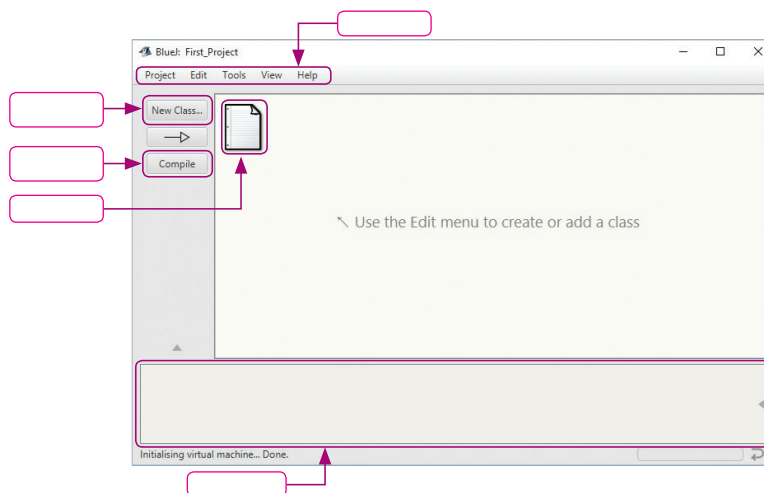 BlueJ: First_Project
Project Edit Tools View Help
New Class...
Compile
Use the Edit menu to create or add a class
Initialising virtual machine... Done.